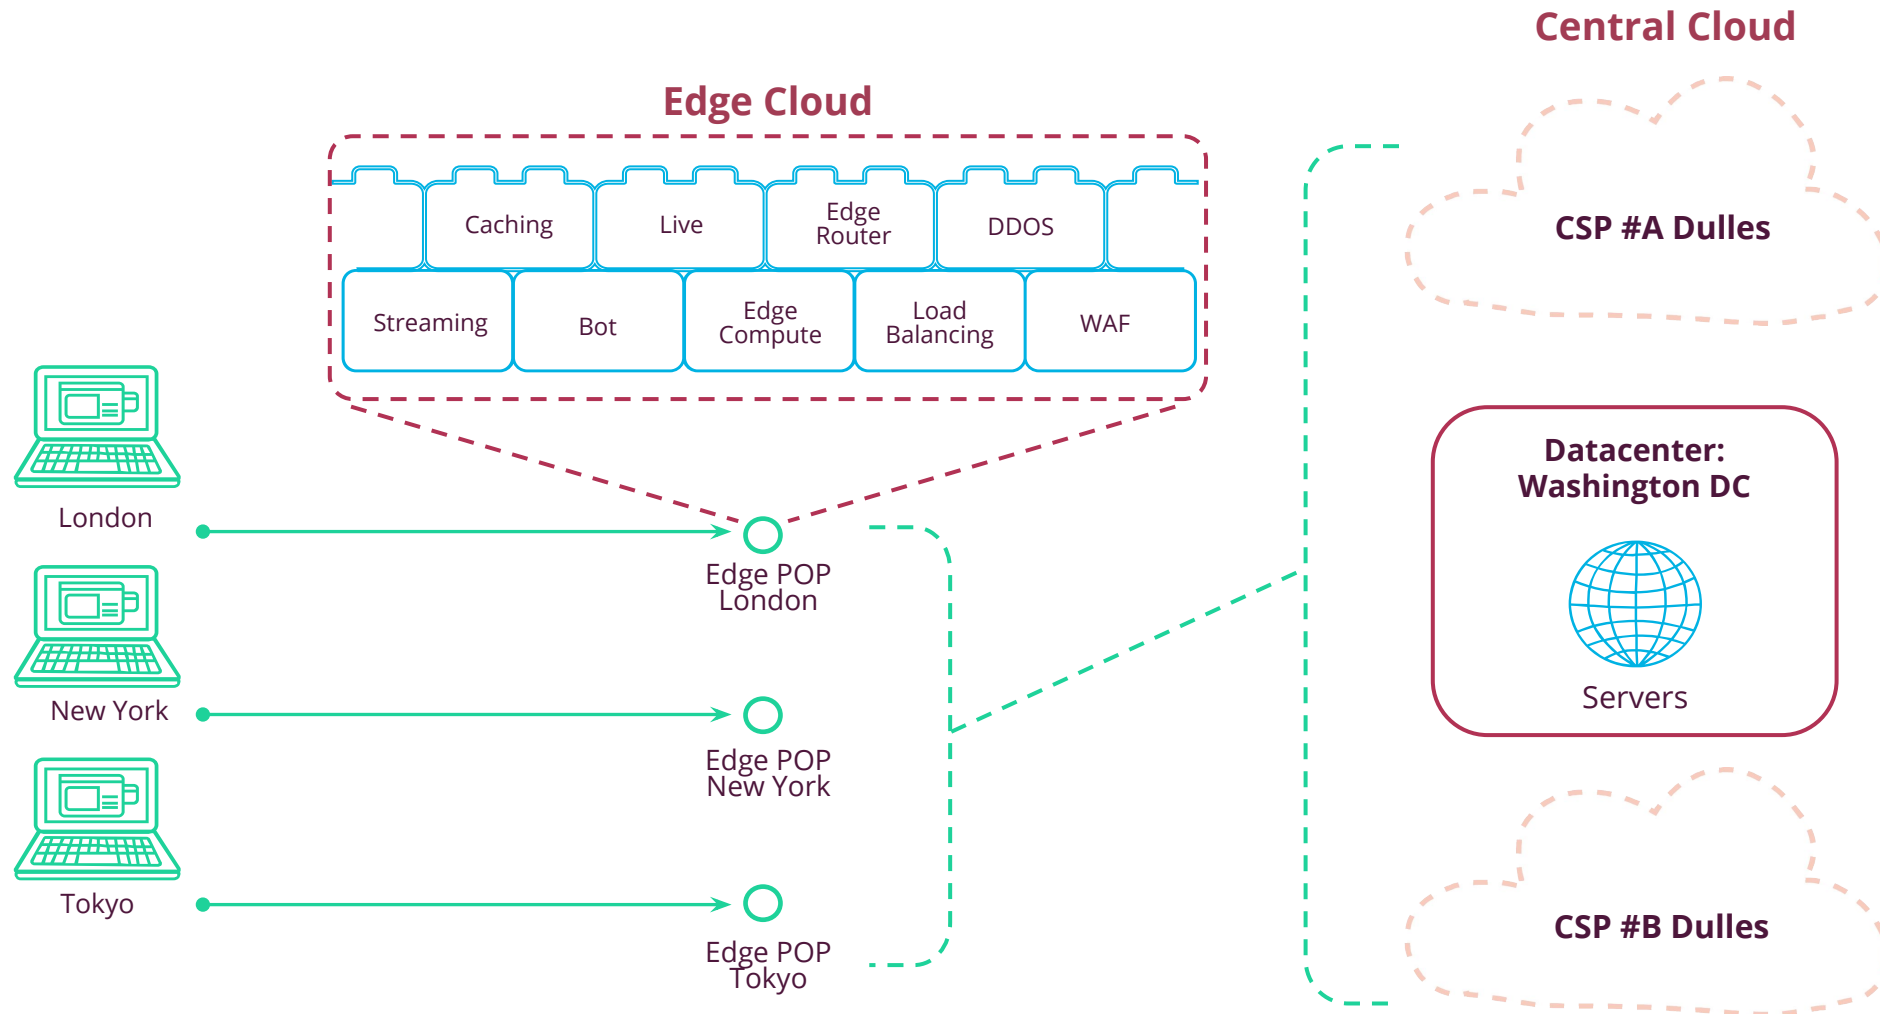 Central Cloud
Edge Cloud
Caching
Live
Edge
Router
DDOS
Streaming
Bot
Edge
Compute
Load
Balancing
WAF
London
New York
Tokyo
Edge POP
London
Edge POP
New York
Edge POP
Tokyo
CSP #A Dulles
Datacenter:
Washington DC
Servers
CSP #B Dulles